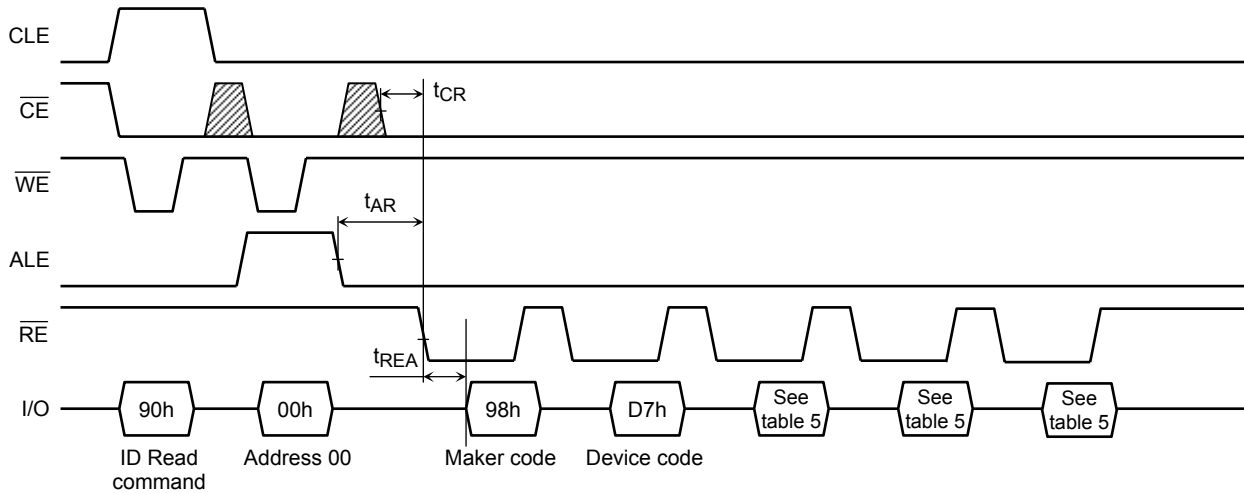 CLE
CE
tCR
WE
tAR
ALE
RE
tREA
I/O
90h
00h
98h
D7h
See
table 5
See
table 5
See
table 5
ID Read
command
Address 00
Maker code
Device code